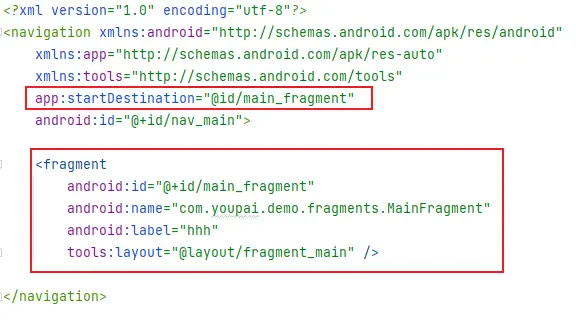 <?xml version="1.0" encoding="utf-8"?>
<navigation xmlns:android="http://schemas.android.com/apk/res/android"
    xmlns:app="http://schemas.android.com/apk/res-auto"
    xmlns:tools="http://schemas.android.com/tools"
    app:startDestination="@id/main_fragment"
    android:id="@+id/nav_main">

    <fragment
        android:id="@+id/main_fragment"
        android:name="com.youpai.demo.fragments.MainFragment"
        android:label="hhh"
        tools:layout="@layout/fragment_main" />

</navigation>